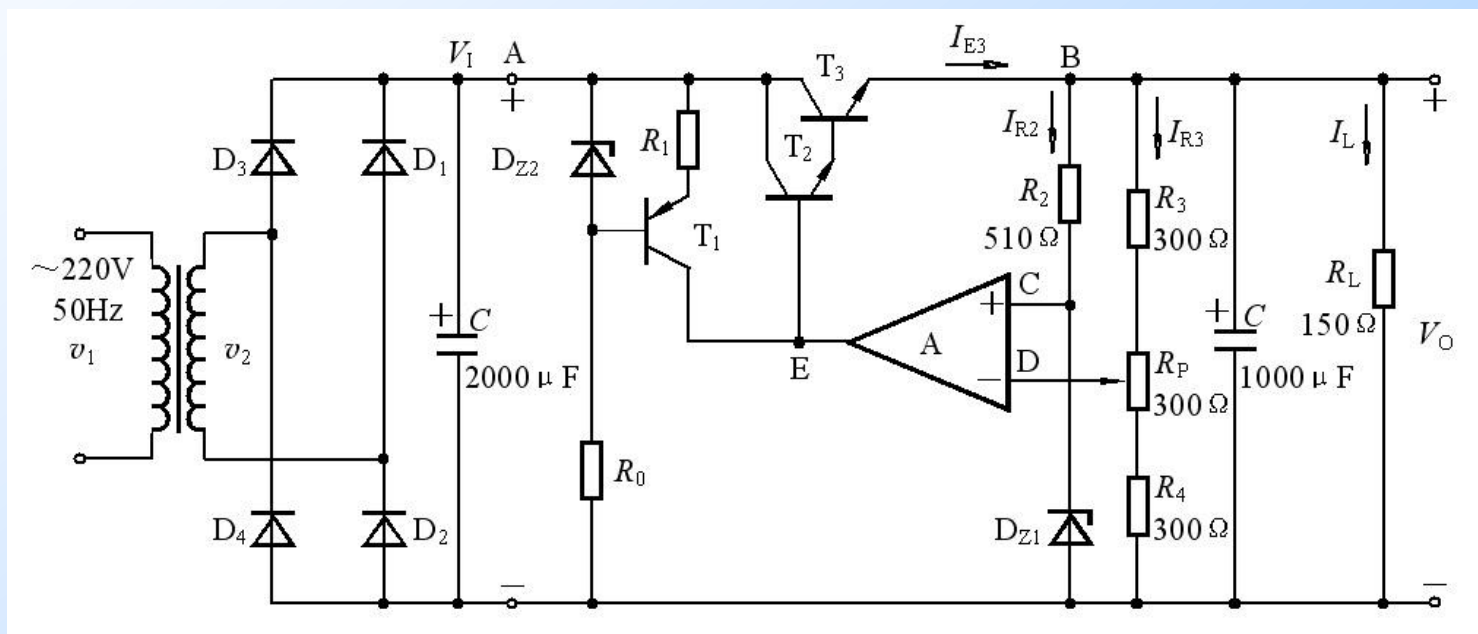 V_I A
+
I_E3
B
T_3
D_3
D_1
D_Z2
R_1
T_2
I_R2
I_R3
I_L
+
R_2
510 Ω
R_3
300 Ω
T_1
~220V
50Hz
v_1
v_2
+ C
2000 μ F
E
A
+
C
−
D
R_P
300 Ω
+ C
1000 μ F
R_L
150 Ω
V_O
R_0
D_4
D_2
D_Z1
R_4
300 Ω
−
−